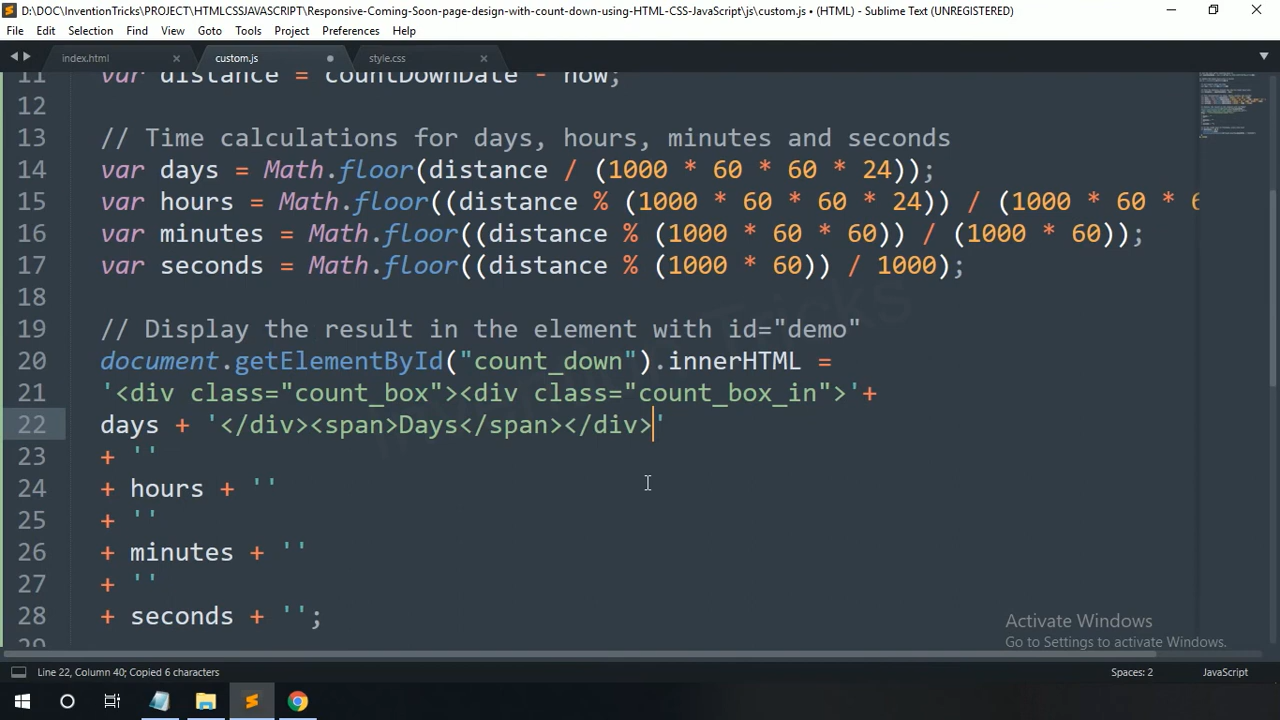 D:\DOC\InventionTricks\PROJECT\HTMLCSSJAVASCRIPT\Responsive-Coming-Soon-page-design-with-count-down-using-HTML-CSS-JavaScript\js\custom.js • (HTML) - Sublime Text (UNREGISTERED)
File Edit Selection Find View Goto Tools Project Preferences Help
index.html custom.js style.css
11 var distance = countDownDate - now;
12
13 // Time calculations for days, hours, minutes and seconds
14 var days = Math.floor(distance / (1000 * 60 * 60 * 24));
15 var hours = Math.floor((distance % (1000 * 60 * 60 * 24)) / (1000 * 60 * 6
16 var minutes = Math.floor((distance % (1000 * 60 * 60)) / (1000 * 60));
17 var seconds = Math.floor((distance % (1000 * 60)) / 1000);
18
19 // Display the result in the element with id="demo"
20 document.getElementById("count_down").innerHTML =
21 '<div class="count_box"><div class="count_box_in">'+
22 days + '</div><span>Days</span></div>'
23 + ''
24 + hours + ''
25 + ''
26 + minutes + ''
27 + ''
28 + seconds + '';
29
Activate Windows
Go to Settings to activate Windows.
Line 22, Column 40; Copied 6 characters Spaces: 2 JavaScript